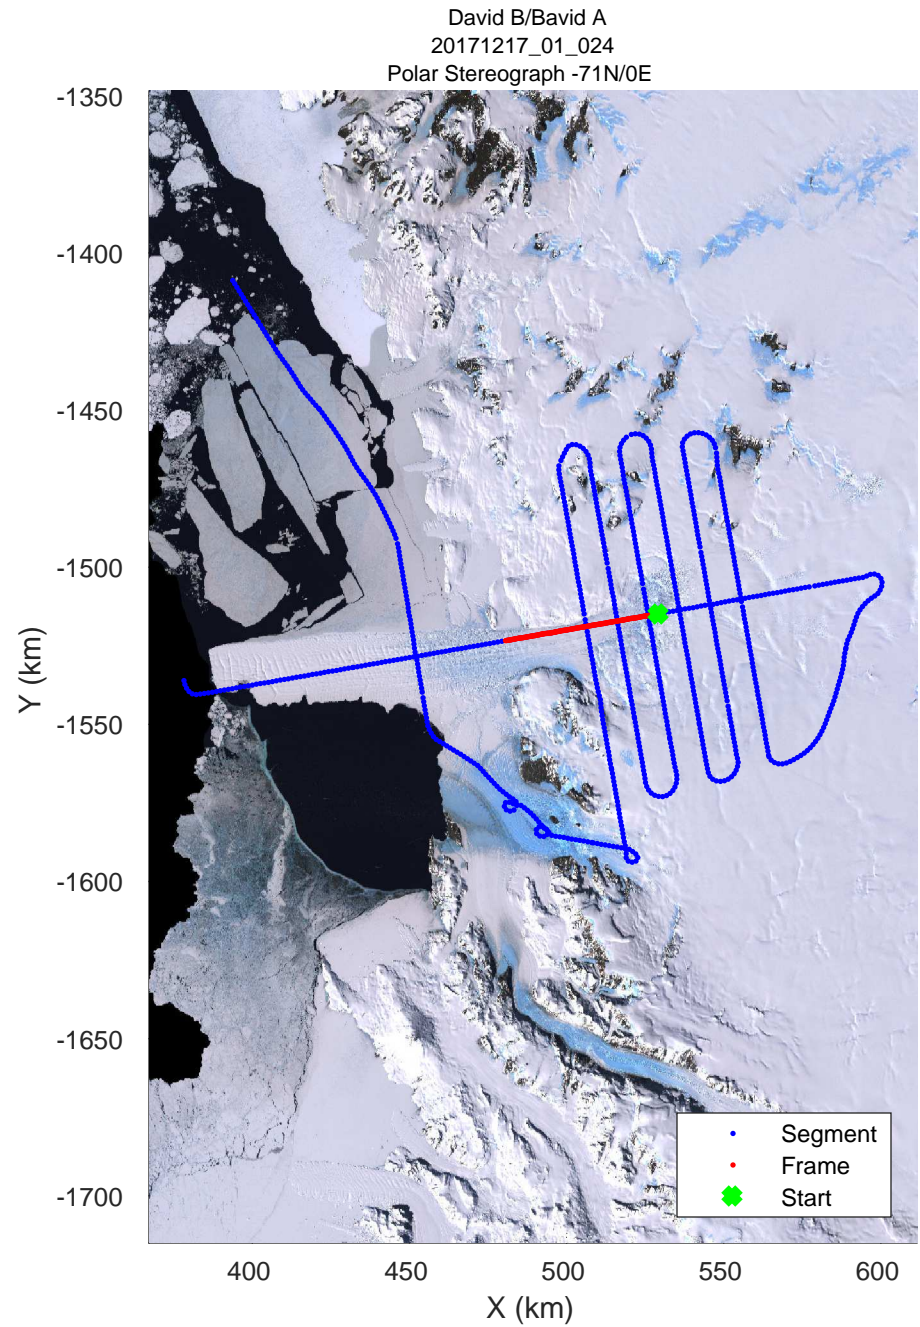 David B/Bavid A
20171217_01_024
Polar Stereograph -71N/0E
-1350
-1400
-1450
-1500
-1550
-1600
-1650
-1700
Y (km)
Segment
Frame
Start
400 450 500 550 600
X (km)